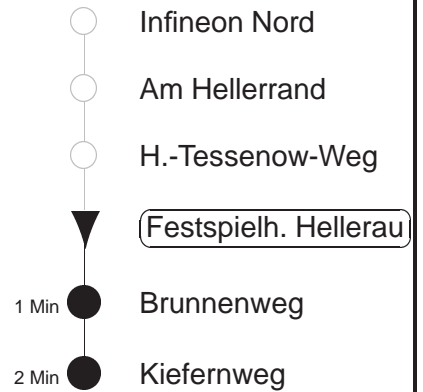 Infineon Nord
Am Hellerrand
H.-Tessenow-Weg
Festspielh. Hellerau
1 Min Brunnenweg
2 Min Kiefernweg